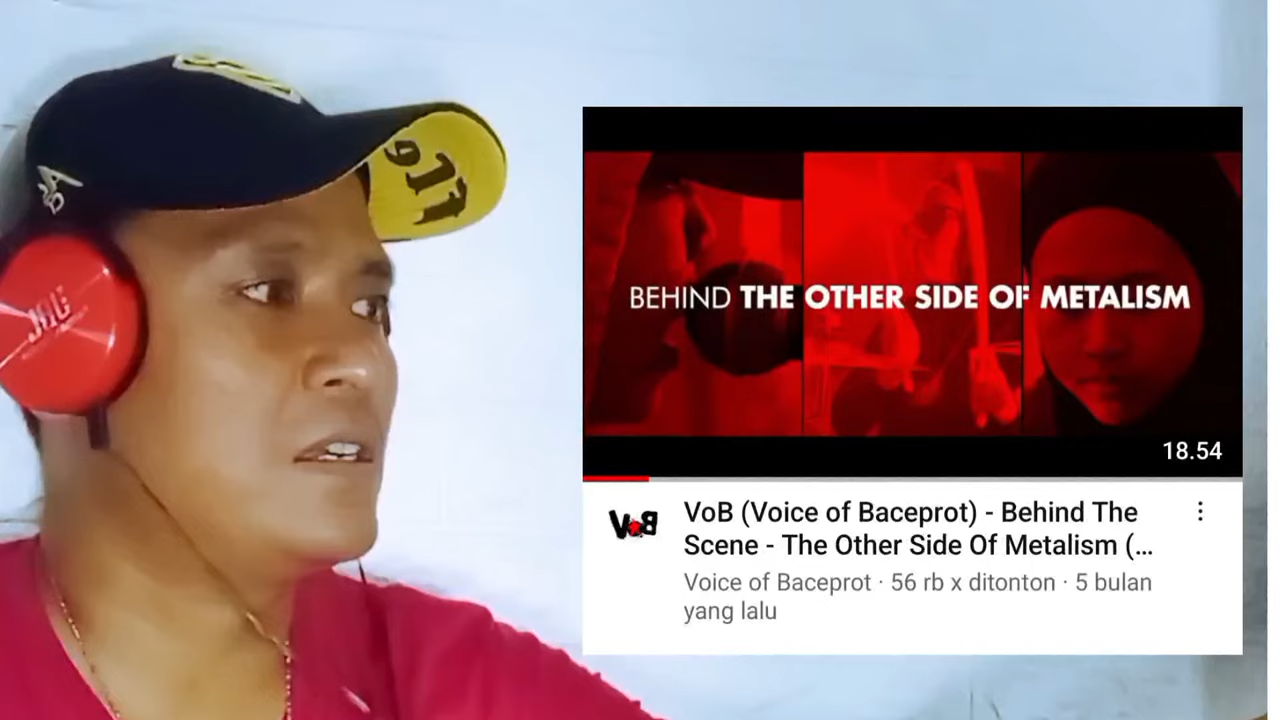 BEHIND THE OTHER SIDE OF METALISM
18.54
VoB
VoB (Voice of Baceprot) - Behind The
Scene - The Other Side Of Metalism (...
Voice of Baceprot · 56 rb x ditonton · 5 bulan
yang lalu